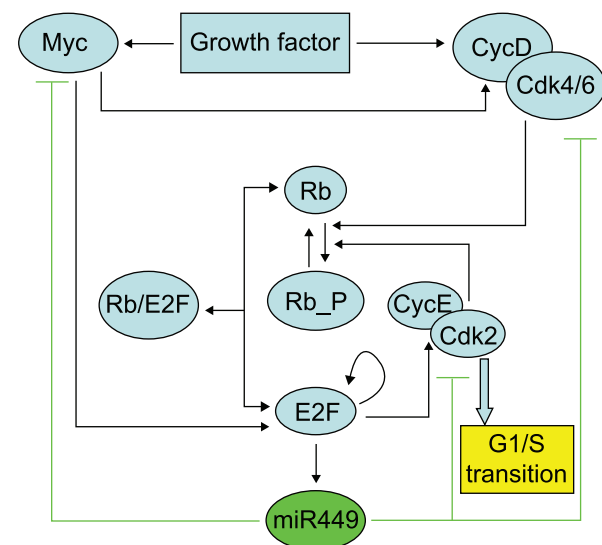 Myc
Growth factor
CycD
Cdk4/6
Rb
Rb/E2F
Rb_P
CycE
Cdk2
E2F
G1/S
transition
miR449